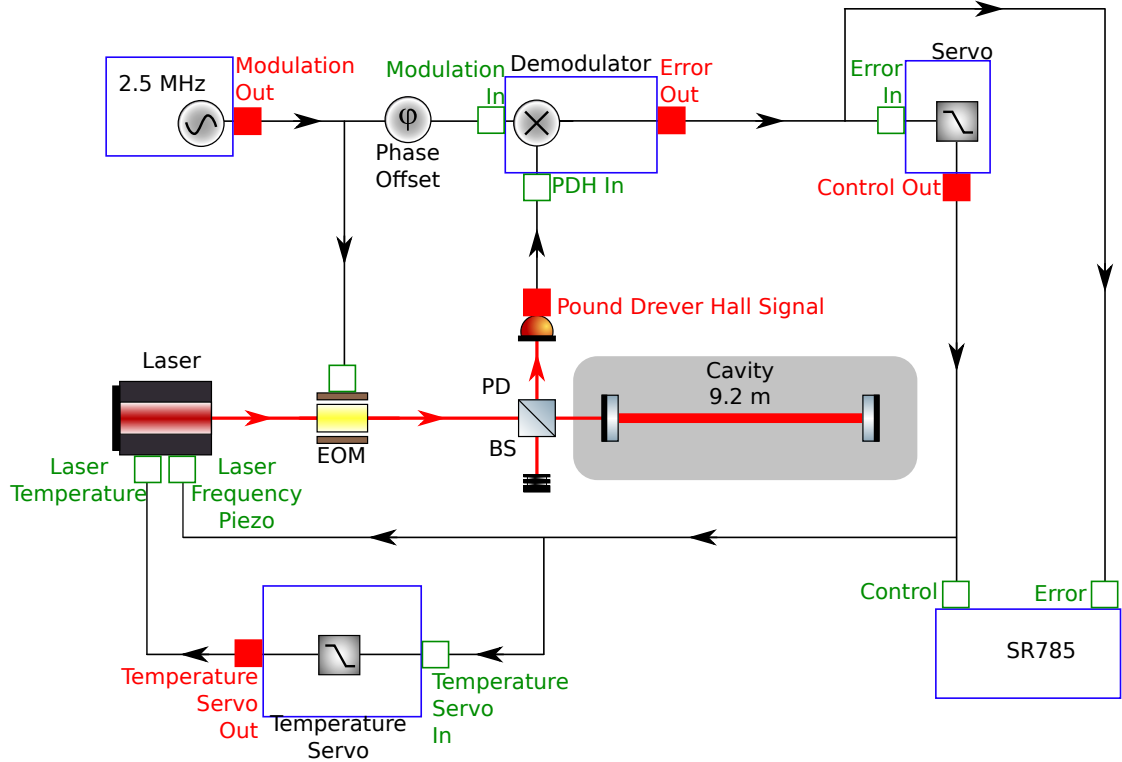 2.5 MHz
Modulation
Out
φ
Phase
Offset
Modulation
In
Demodulator
Error
Out
PDH In
Servo
Error
In
Control Out
Pound Drever Hall Signal
Laser
EOM
PD
BS
Cavity
9.2 m
Laser
Temperature
Laser
Frequency
Piezo
Control
Error
SR785
Temperature
Servo
Out
Temperature
Servo
Temperature
Servo
In